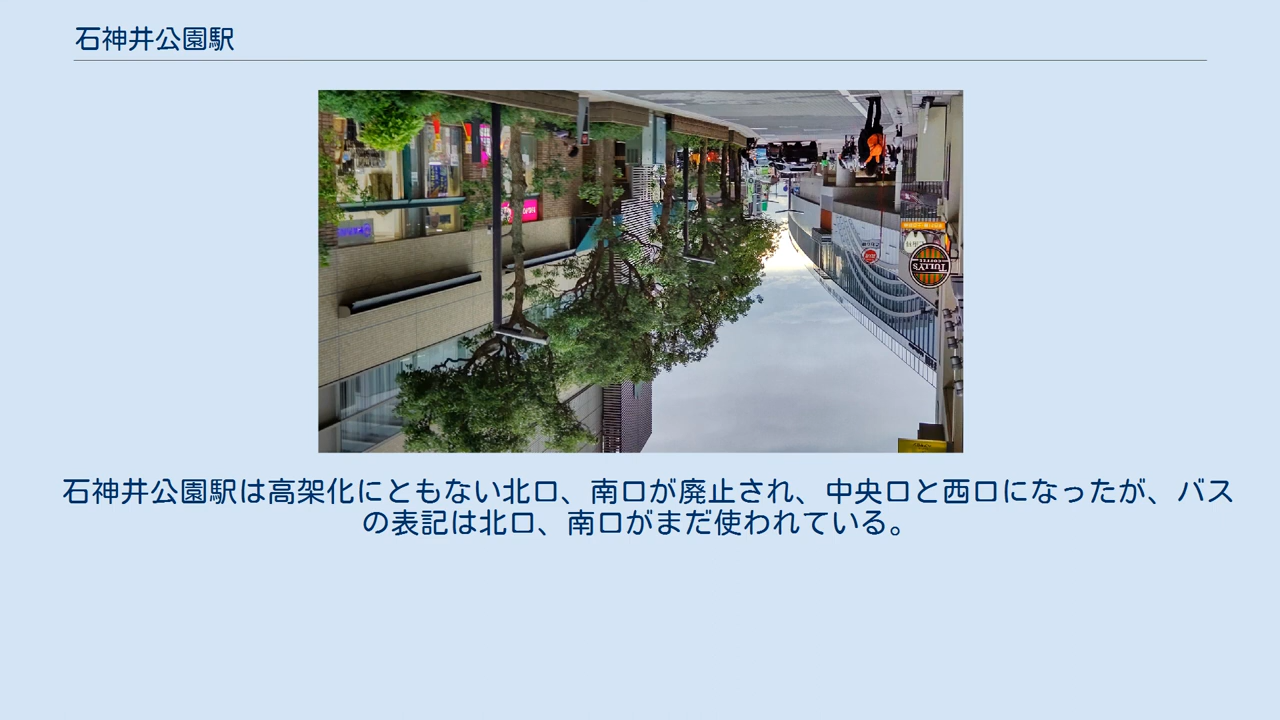 石神井公園駅
TULLY'S
COFFEE
石神井公園駅は高架化にともない北口、南口が廃止され、中央口と西口になったが、バス
の表記は北口、南口がまだ使われている。